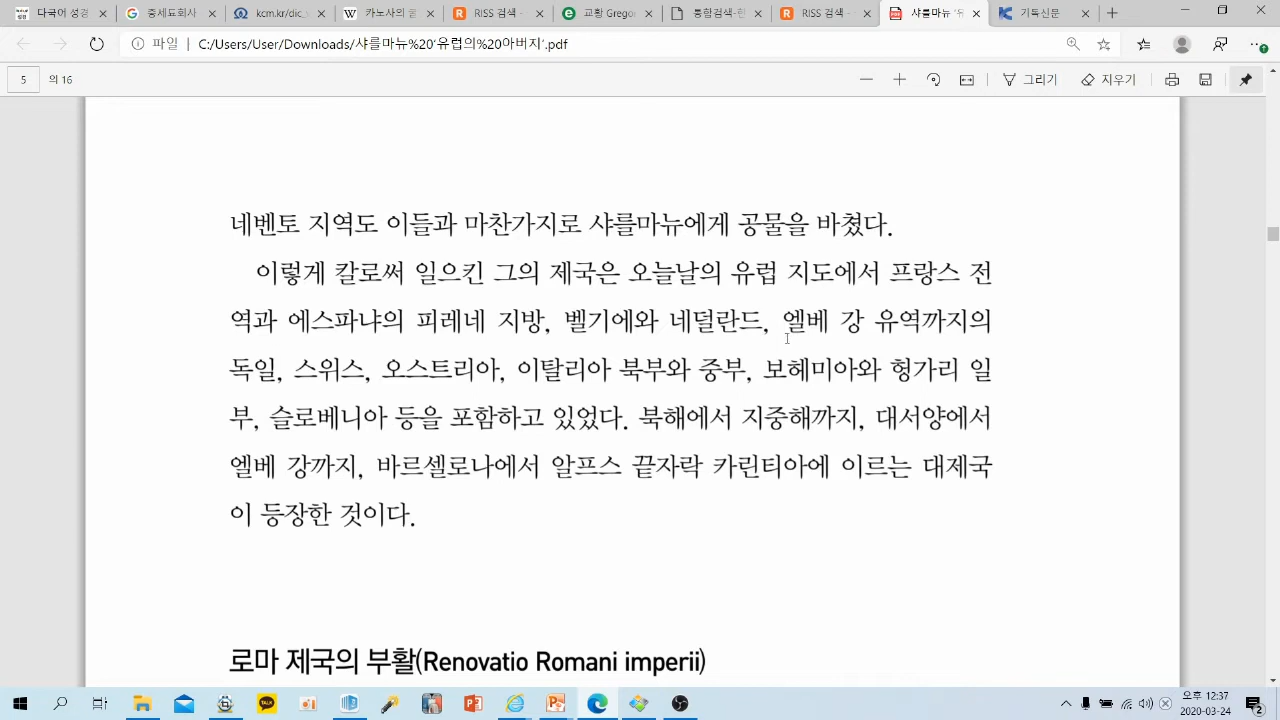 다국어 성
교세표회사
kcmkorn
카노사의 굴
RISS 검색
교황 Grego
통합검색-한
RISS 검색
샤를마뉴 '유
기독신문
파일 | C:/Users/user/Downloads/샤를마뉴%20'유럽의%20아버지'.pdf
5 의 16
그리기 지우기
네벤토 지역도 이들과 마찬가지로 샤를마뉴에게 공물을 바쳤다.
이렇게 칼로써 일으킨 그의 제국은 오늘날의 유럽 지도에서 프랑스 전
역과 에스파냐의 피레네 지방, 벨기에와 네덜란드, 엘베 강 유역까지의
독일, 스위스, 오스트리아, 이탈리아 북부와 중부, 보헤미아와 헝가리 일
부, 슬로베니아 등을 포함하고 있었다. 북해에서 지중해까지, 대서양에서
엘베 강까지, 바르셀로나에서 알프스 끝자락 카린티아에 이르는 대제국
이 등장한 것이다.
로마 제국의 부활(Renovatio Romani imperii)
오후 12:37
2020-03-24